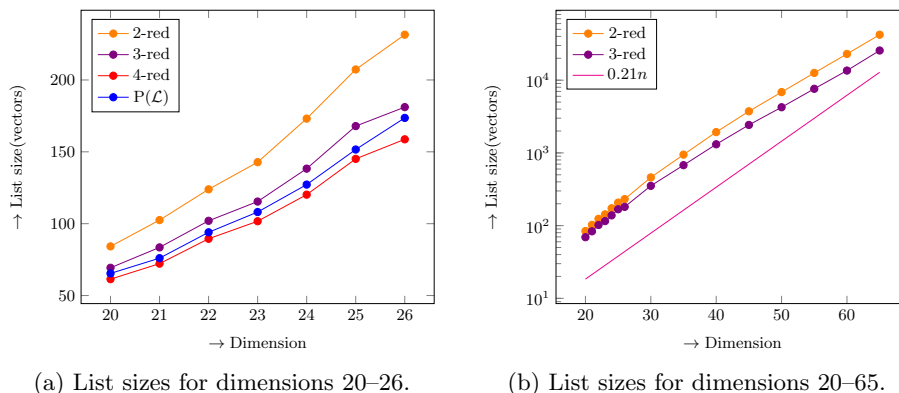 2-red
3-red
4-red
P(ℒ)
200
150
100
50
20 21 22 23 24 25 26
→ Dimension
→ List size(vectors)
(a) List sizes for dimensions 20–26.
2-red
3-red
0.21n
10^4
10^3
10^2
10^1
20 30 40 50 60
→ Dimension
→ List size(vectors)
(b) List sizes for dimensions 20–65.